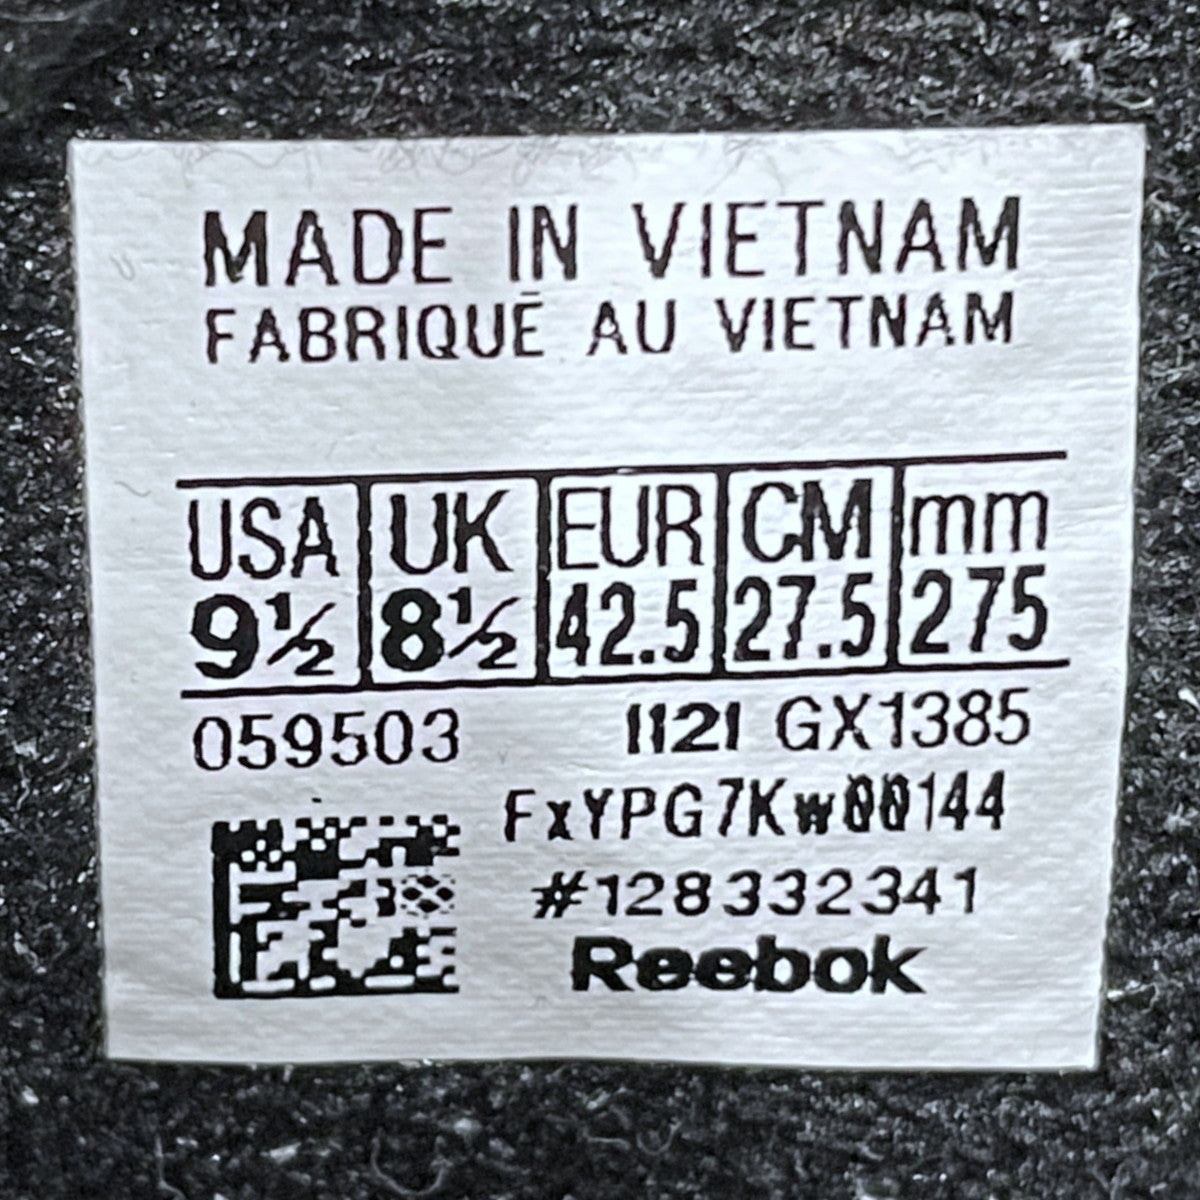 MADE IN VIETNAM
FABRIQUÉ AU VIETNAM
USA UK EUR CM mm
9½ 8½ 42.5 27.5 275
059503 1121 GX1385
FxYPG7Kw00144
#128332341
Reebok